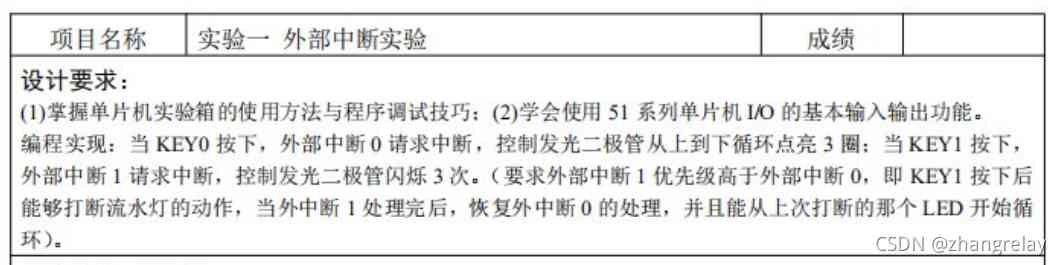 项目名称 实验一 外部中断实验 成绩
设计要求：
(1)掌握单片机实验箱的使用方法与程序调试技巧；(2)学会使用 51 系列单片机 I/O 的基本输入输出功能。
编程实现：当 KEY0 按下，外部中断 0 请求中断，控制发光二极管从上到下循环点亮 3 圈；当 KEY1 按下，
外部中断 1 请求中断，控制发光二极管闪烁 3 次。（要求外部中断 1 优先级高于外部中断 0，即 KEY1 按下后
能够打断流水灯的动作，当外中断 1 处理完后，恢复外中断 0 的处理，并且能从上次打断的那个 LED 开始循
环）。
CSDN @zhangrelay